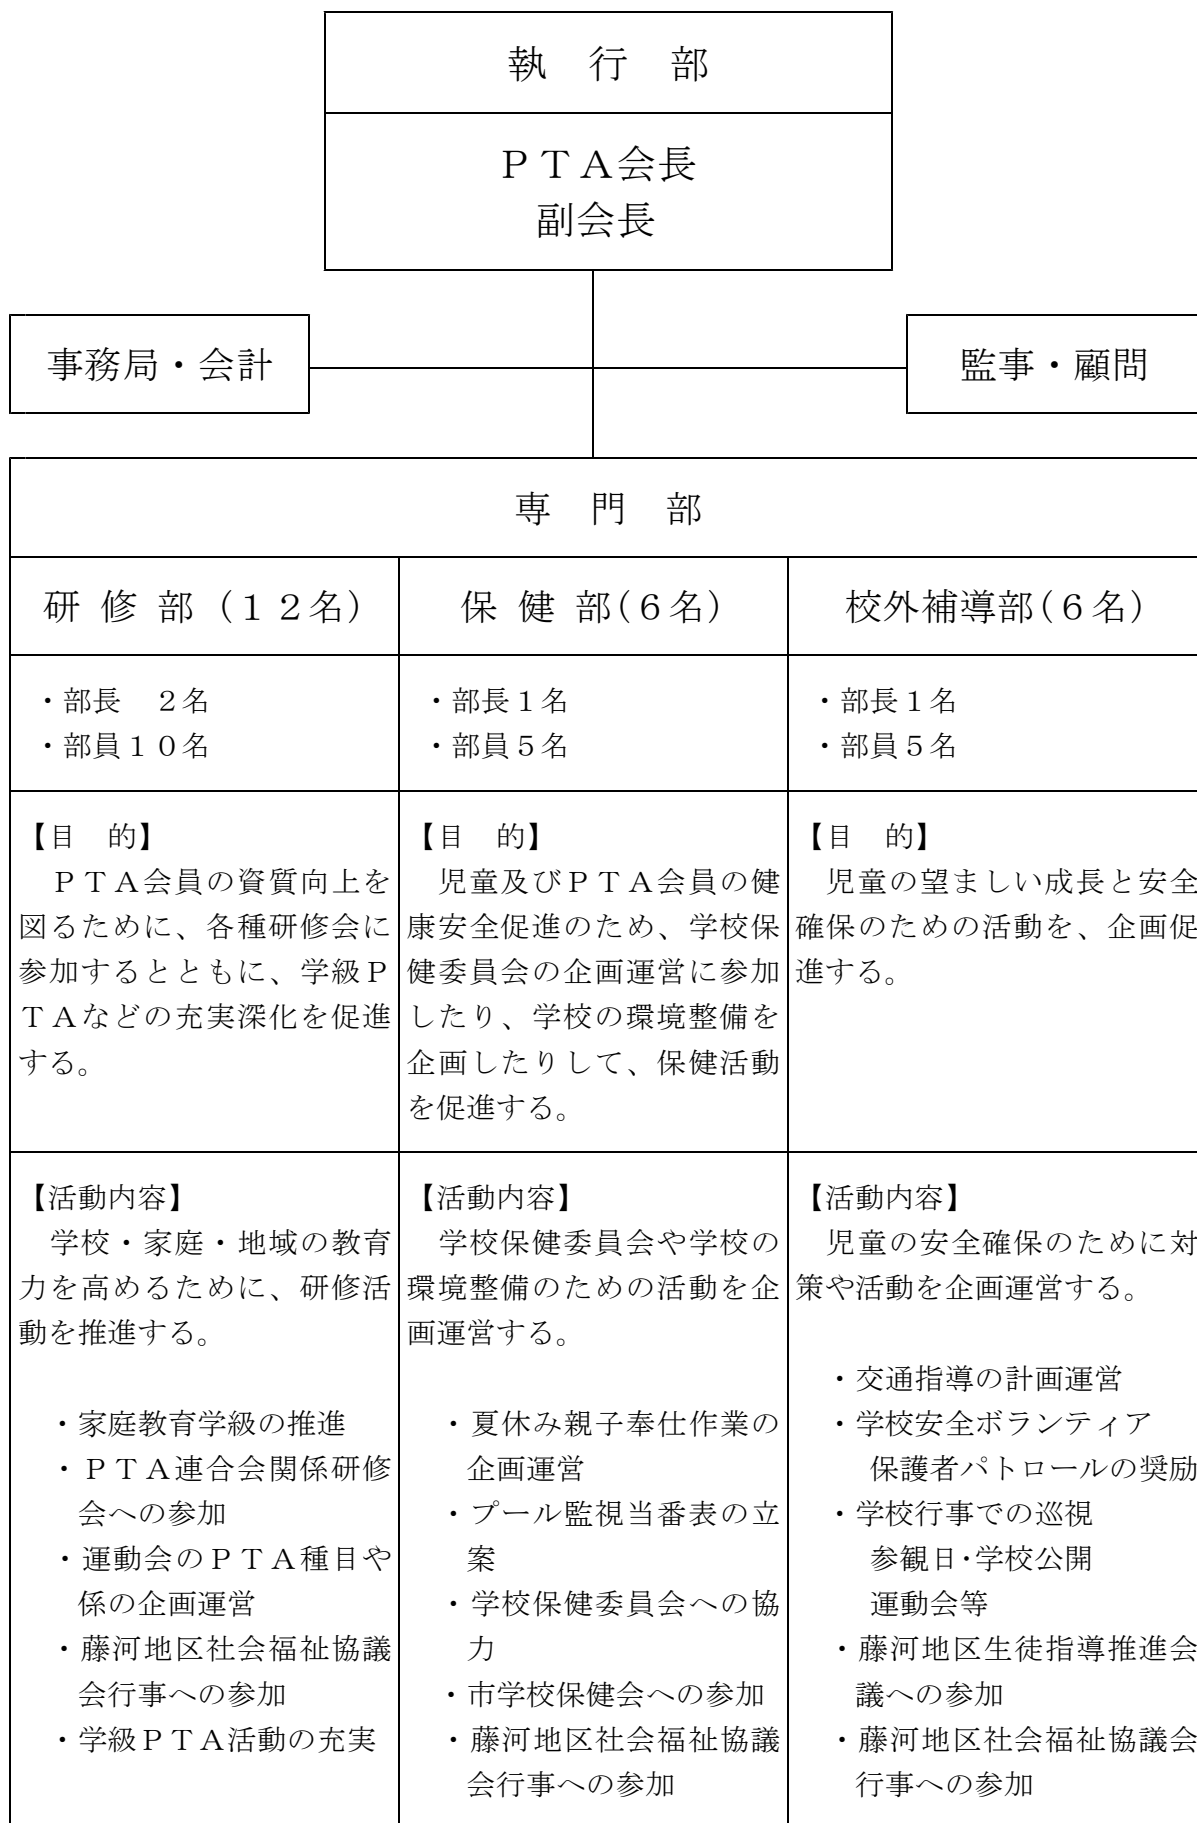 執　行　部
ＰＴＡ会長
副会長
事務局・会計
監事・顧問
専　門　部
研 修 部（１２名）
保 健 部（６名）
校外補導部（６名）
・部長　２名
・部員１０名
・部長１名
・部員５名
・部長１名
・部員５名
【目　的】
　ＰＴＡ会員の資質向上を
図るために、各種研修会に
参加するとともに、学級Ｐ
ＴＡなどの充実深化を促進
する。
【目　的】
　児童及びＰＴＡ会員の健
康安全促進のため、学校保
健委員会の企画運営に参加
したり、学校の環境整備を
企画したりして、保健活動
を促進する。
【目　的】
　児童の望ましい成長と安全
確保のための活動を、企画促
進する。
【活動内容】
　学校・家庭・地域の教育
力を高めるために、研修活
動を推進する。
・家庭教育学級の推進
・ＰＴＡ連合会関係研修
会への参加
・運動会のＰＴＡ種目や
係の企画運営
・藤河地区社会福祉協議
会行事への参加
・学級ＰＴＡ活動の充実
【活動内容】
　学校保健委員会や学校の
環境整備のための活動を企
画運営する。
・夏休み親子奉仕作業の
企画運営
・プール監視当番表の立
案
・学校保健委員会への協
力
・市学校保健会への参加
・藤河地区社会福祉協議
会行事への参加
【活動内容】
　児童の安全確保のために対
策や活動を企画運営する。
・交通指導の計画運営
・学校安全ボランティア
保護者パトロールの奨励
・学校行事での巡視
参観日・学校公開
運動会等
・藤河地区生徒指導推進会
議への参加
・藤河地区社会福祉協議会
行事への参加